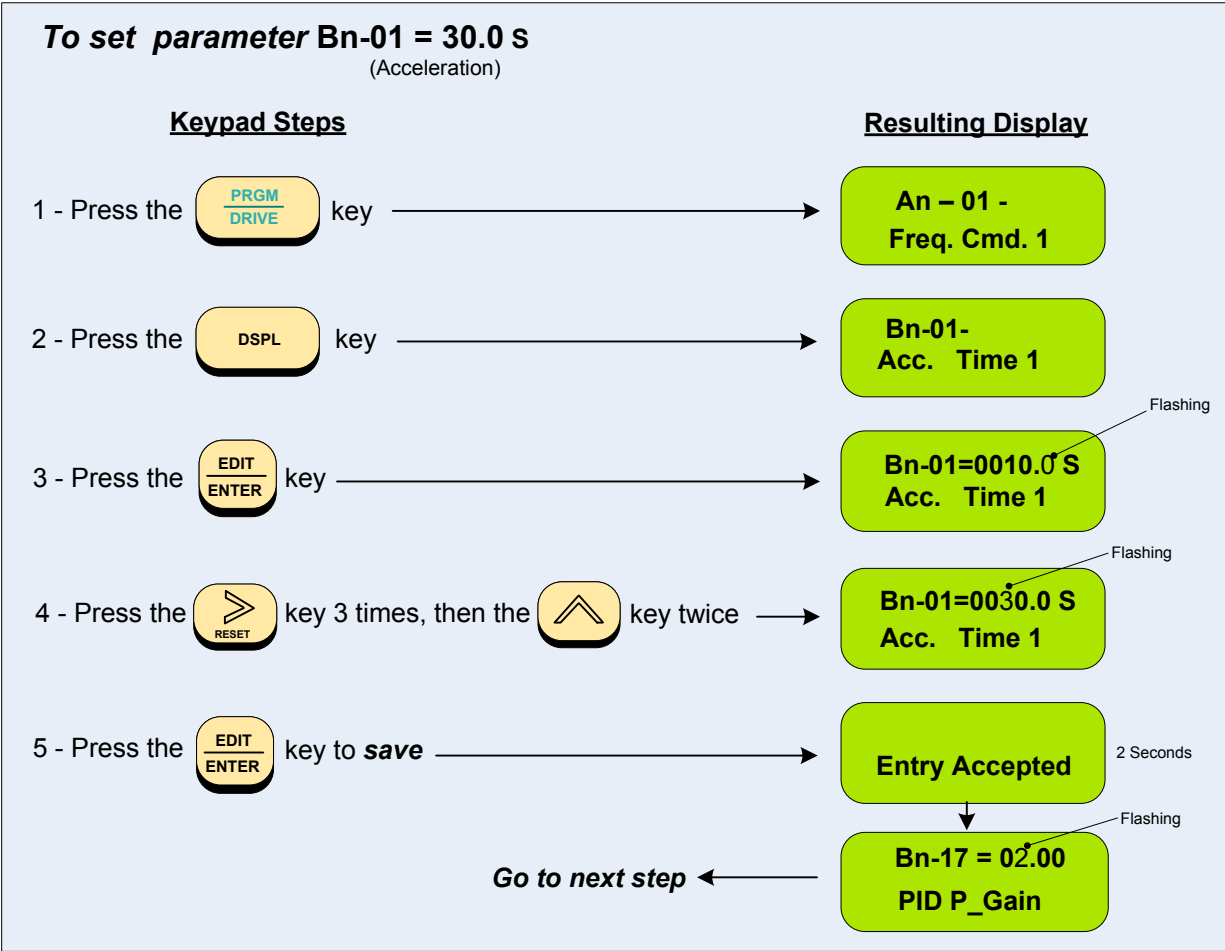 To set parameter Bn-01 = 30.0 S
(Acceleration)
Keypad Steps
Resulting Display
1 - Press the PRGM DRIVE key
An – 01 -
Freq. Cmd. 1
2 - Press the DSPL key
Bn-01-
Acc. Time 1
Flashing
3 - Press the EDIT ENTER key
Bn-01=0010.0 S
Acc. Time 1
Flashing
4 - Press the RESET key 3 times, then the key twice
Bn-01=0030.0 S
Acc. Time 1
5 - Press the EDIT ENTER key to save
Entry Accepted
2 Seconds
Flashing
Bn-17 = 02.00
PID P_Gain
Go to next step